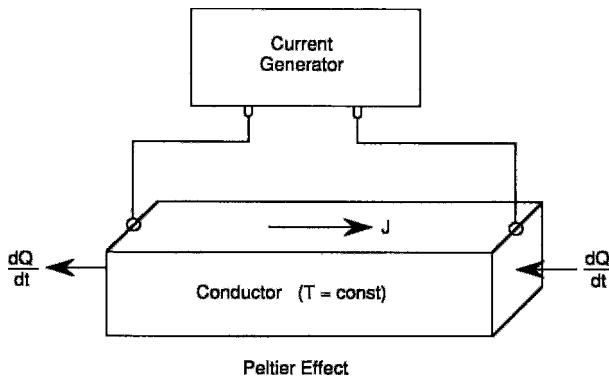 Current
Generator
J
dQ
dt
Conductor (T = const)
dQ
dt
Peltier Effect